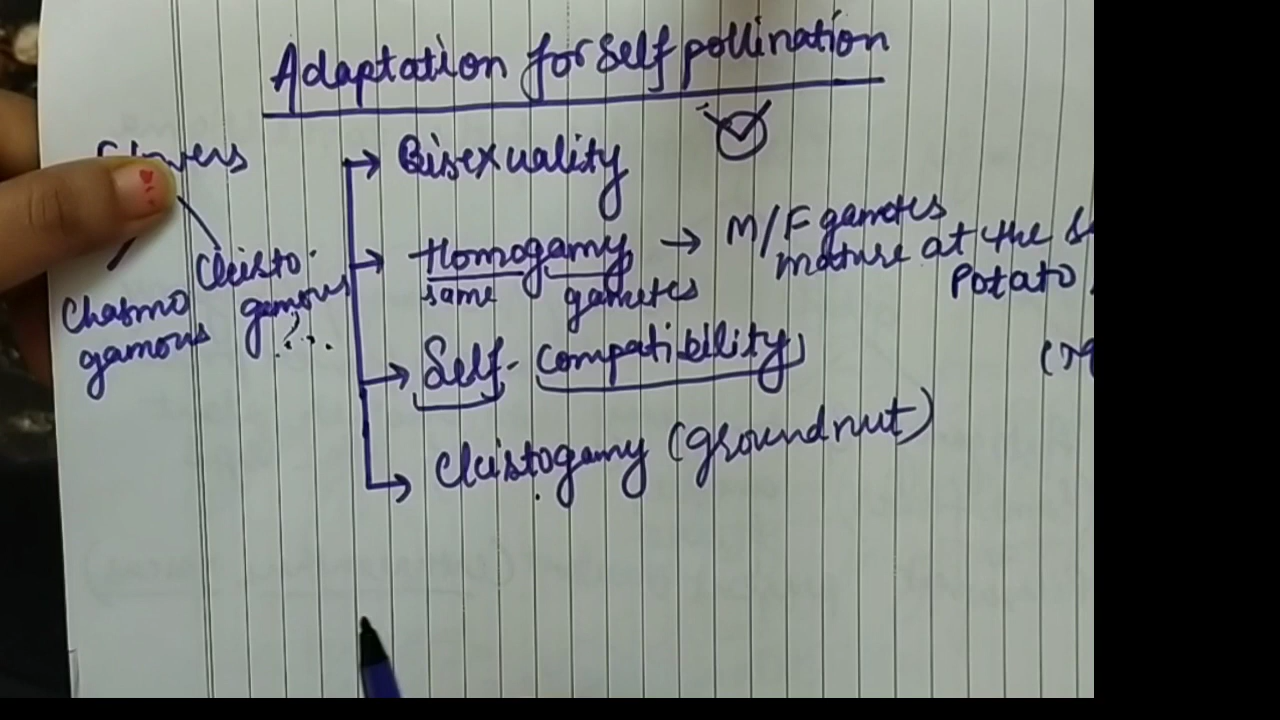 Adaptation for Self pollination
Flowers
Chasmo
gamous
Cleisto.
gamous
? . .
Bisexuality
Homogamy → M/F gametes
mature at the
same gametes
Potato
Self-compatibility
Cleistogamy (groundnut)